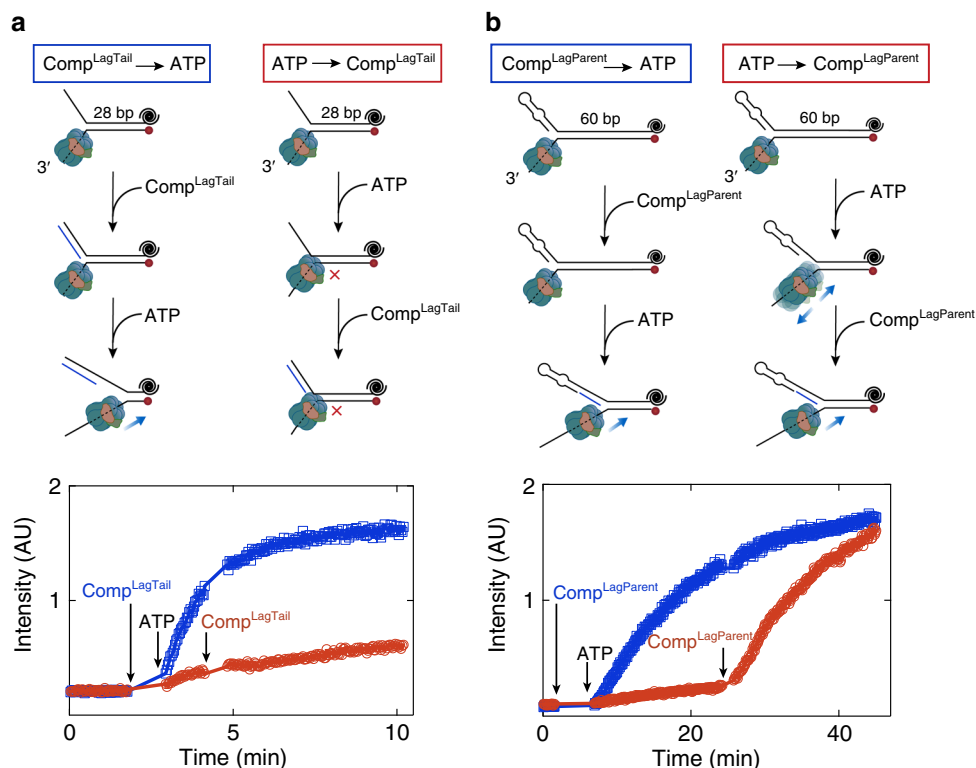 a
Comp^LagTail → ATP
ATP → Comp^LagTail
28 bp
28 bp
3′
Comp^LagTail
ATP
ATP
Comp^LagTail
2
1
Intensity (AU)
Comp^LagTail
ATP
Comp^LagTail
0
5
10
Time (min)
b
Comp^LagParent → ATP
ATP → Comp^LagParent
60 bp
60 bp
3′
3′
Comp^LagParent
ATP
ATP
Comp^LagParent
2
1
Intensity (AU)
Comp^LagParent
ATP
Comp^LagParent
0
20
40
Time (min)